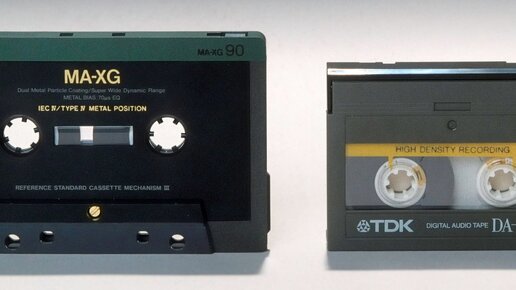 MA-XG 90
MA-XG
Dual Metal Particle Coating/Super Wide Dynamic Range
METAL BIAS 70µs EQ
IEC IV/TYPE IV METAL POSITION
REFERENCE STANDARD CASSETTE MECHANISM III
HIGH DENSITY RECORDING
TDK DIGITAL AUDIO TAPE DA-